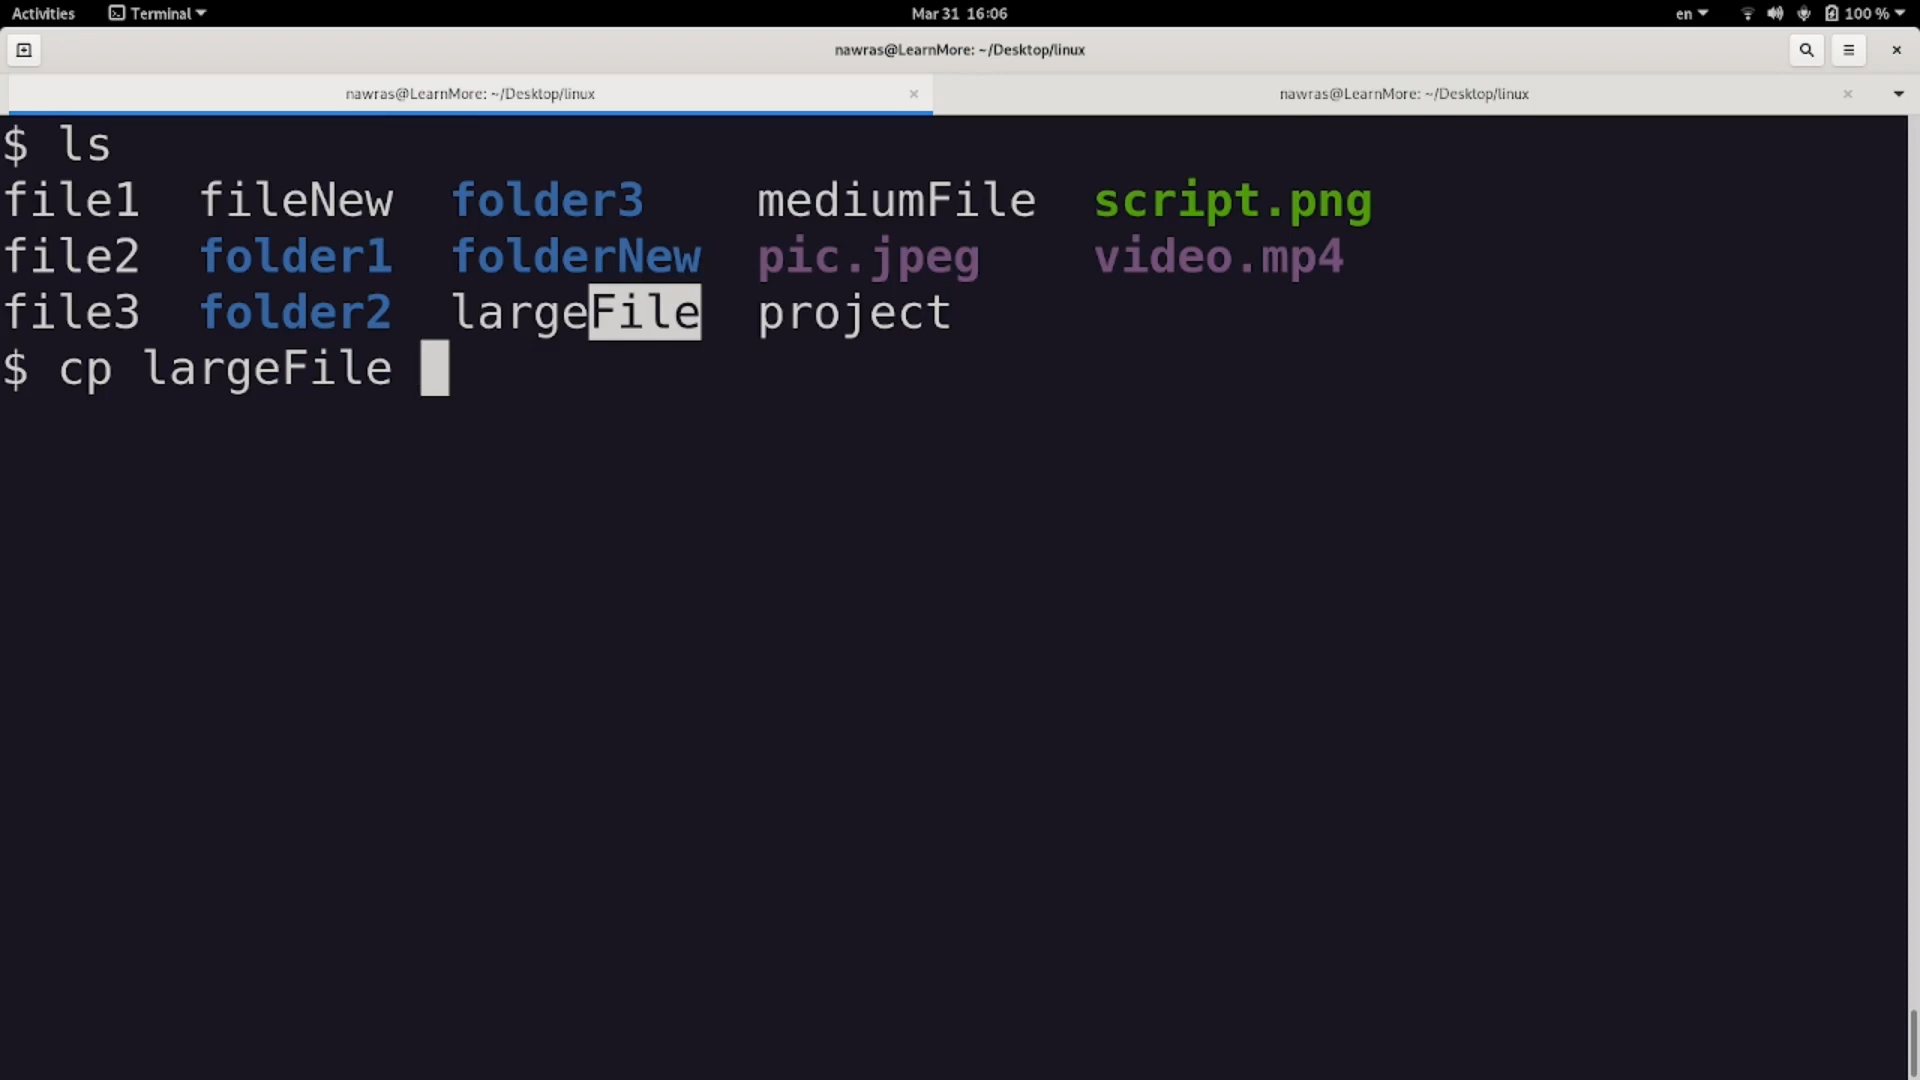 Activities Terminal Mar 31 16:06 en 100 %
nawras@LearnMore: ~/Desktop/linux
nawras@LearnMore: ~/Desktop/linux nawras@LearnMore: ~/Desktop/linux
$ ls
file1 fileNew folder3 mediumFile script.png
file2 folder1 folderNew pic.jpeg video.mp4
file3 folder2 largeFile project
$ cp largeFile